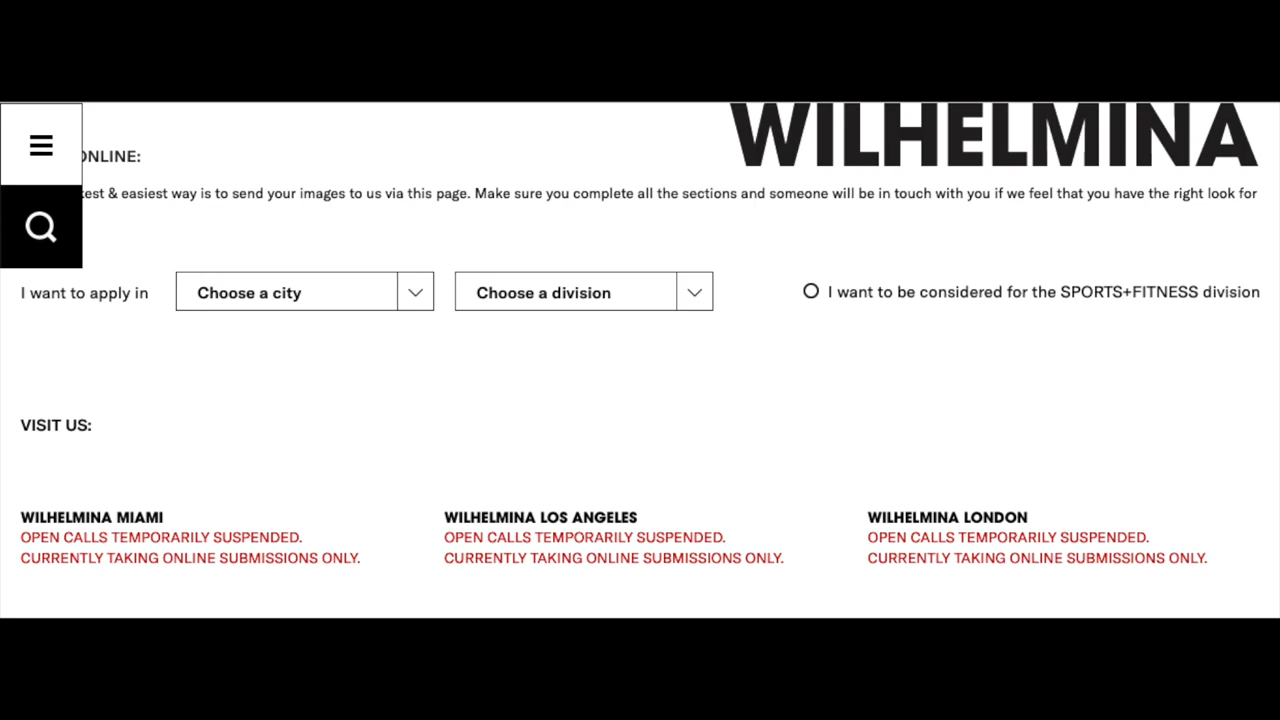 WILHELMINA
ONLINE:
test & easiest way is to send your images to us via this page. Make sure you complete all the sections and someone will be in touch with you if we feel that you have the right look for
I want to apply in Choose a city Choose a division I want to be considered for the SPORTS+FITNESS division
VISIT US:
WILHELMINA MIAMI
OPEN CALLS TEMPORARILY SUSPENDED.
CURRENTLY TAKING ONLINE SUBMISSIONS ONLY.
WILHELMINA LOS ANGELES
OPEN CALLS TEMPORARILY SUSPENDED.
CURRENTLY TAKING ONLINE SUBMISSIONS ONLY.
WILHELMINA LONDON
OPEN CALLS TEMPORARILY SUSPENDED.
CURRENTLY TAKING ONLINE SUBMISSIONS ONLY.